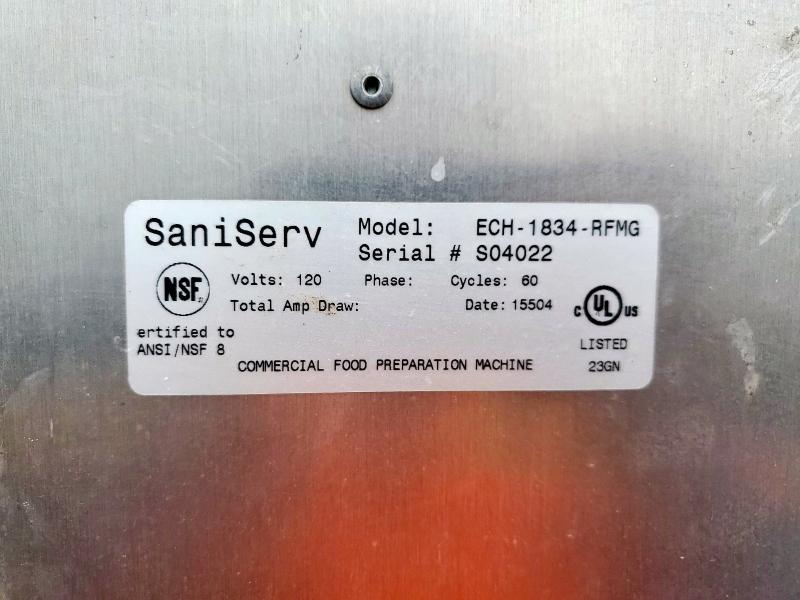 SaniServ
Model: ECH-1834-RFMG
Serial # S04022
NSF
Volts: 120 Phase: Cycles: 60
Total Amp Draw: Date: 15504
ertified to
ANSI/NSF 8
C UL US
LISTED
23GN
COMMERCIAL FOOD PREPARATION MACHINE